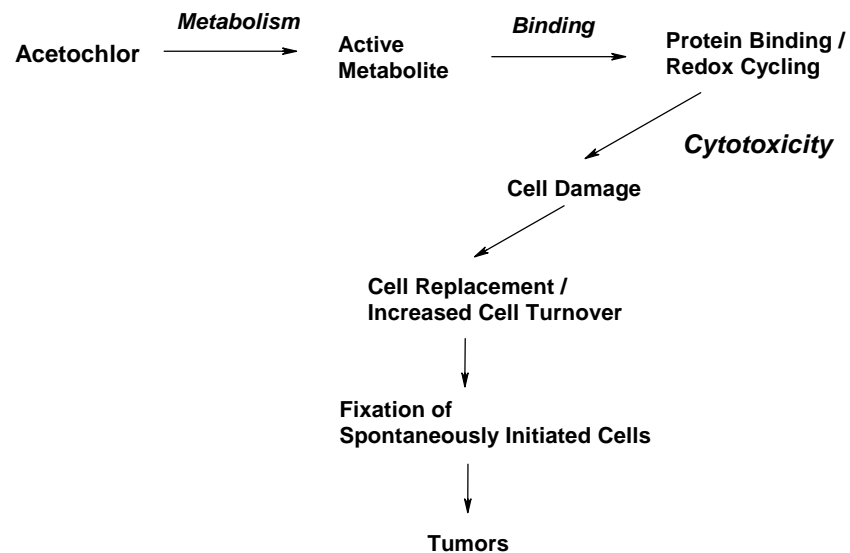 Acetochlor
Metabolism
Active
Metabolite
Binding
Protein Binding /
Redox Cycling
Cytotoxicity
Cell Damage
Cell Replacement /
Increased Cell Turnover
Fixation of
Spontaneously Initiated Cells
Tumors